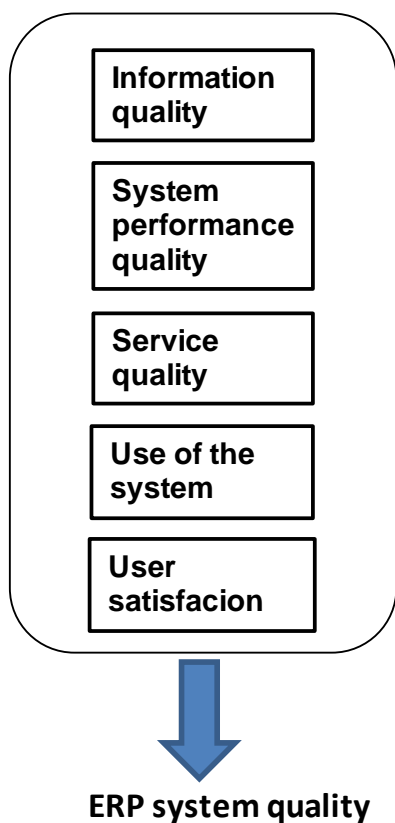 Information
quality
System
performance
quality
Service
quality
Use of the
system
User
satisfacion
ERP system quality